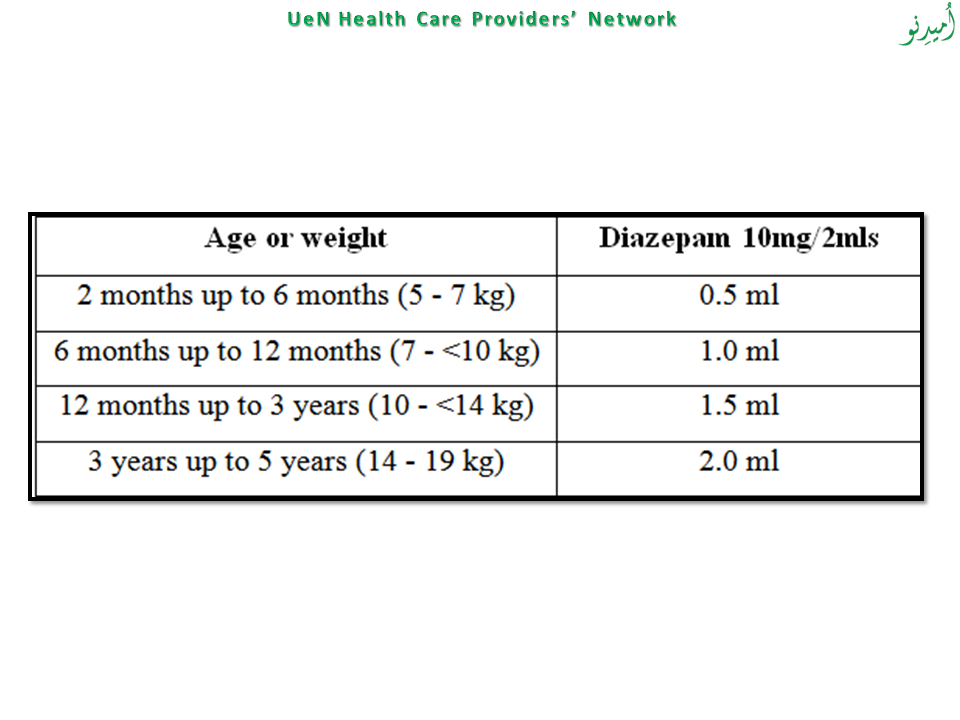 UeN Health Care Providers’ Network
اُمیدِنو
Age or weight Diazepam 10mg/2mls
2 months up to 6 months (5 - 7 kg) 0.5 ml
6 months up to 12 months (7 - <10 kg) 1.0 ml
12 months up to 3 years (10 - <14 kg) 1.5 ml
3 years up to 5 years (14 - 19 kg) 2.0 ml